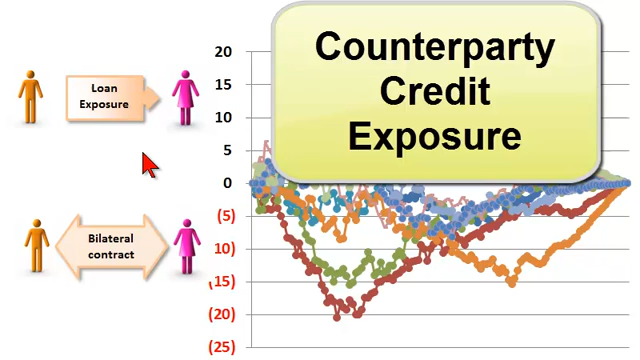 Counterparty
Credit
Exposure
Loan
Exposure
Bilateral
contract
20
15
10
5
0
(5)
10)
15)
(20)
(25)